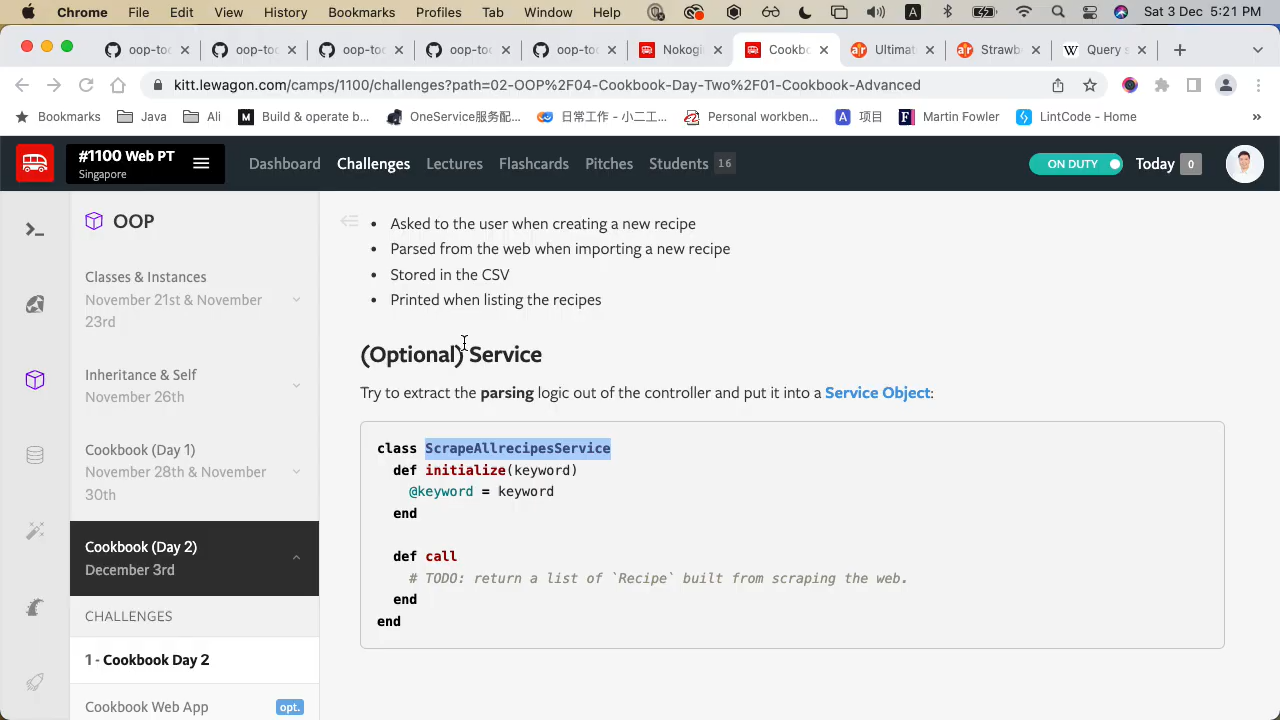 Chrome File Edit View History Bookmarks Profiles Tab Window Help A Sat 3 Dec 5:21 PM
oop-too oop-too oop-too oop-too oop-too Nokogi Cookb Ultimat Strawb Query s
kitt.lewagon.com/camps/1100/challenges?path=02-OOP%2F04-Cookbook-Day-Two%2F01-Cookbook-Advanced
Bookmarks Java Ali Build & operate b... OneService服务配... 日常工作 - 小二工... Personal workben... 项目 Martin Fowler LintCode - Home »
#1100 Web PT
Singapore
Dashboard Challenges Lectures Flashcards Pitches Students 16 ON DUTY Today 0
OOP
Classes & Instances
November 21st & November
23rd
Inheritance & Self
November 26th
Cookbook (Day 1)
November 28th & November
30th
Cookbook (Day 2)
December 3rd
CHALLENGES
1 - Cookbook Day 2
Cookbook Web App opt.
• Asked to the user when creating a new recipe
• Parsed from the web when importing a new recipe
• Stored in the CSV
• Printed when listing the recipes
(Optional) Service
Try to extract the parsing logic out of the controller and put it into a Service Object:
class ScrapeAllrecipesService
def initialize(keyword)
@keyword = keyword
end
def call
# TODO: return a list of `Recipe` built from scraping the web.
end
end